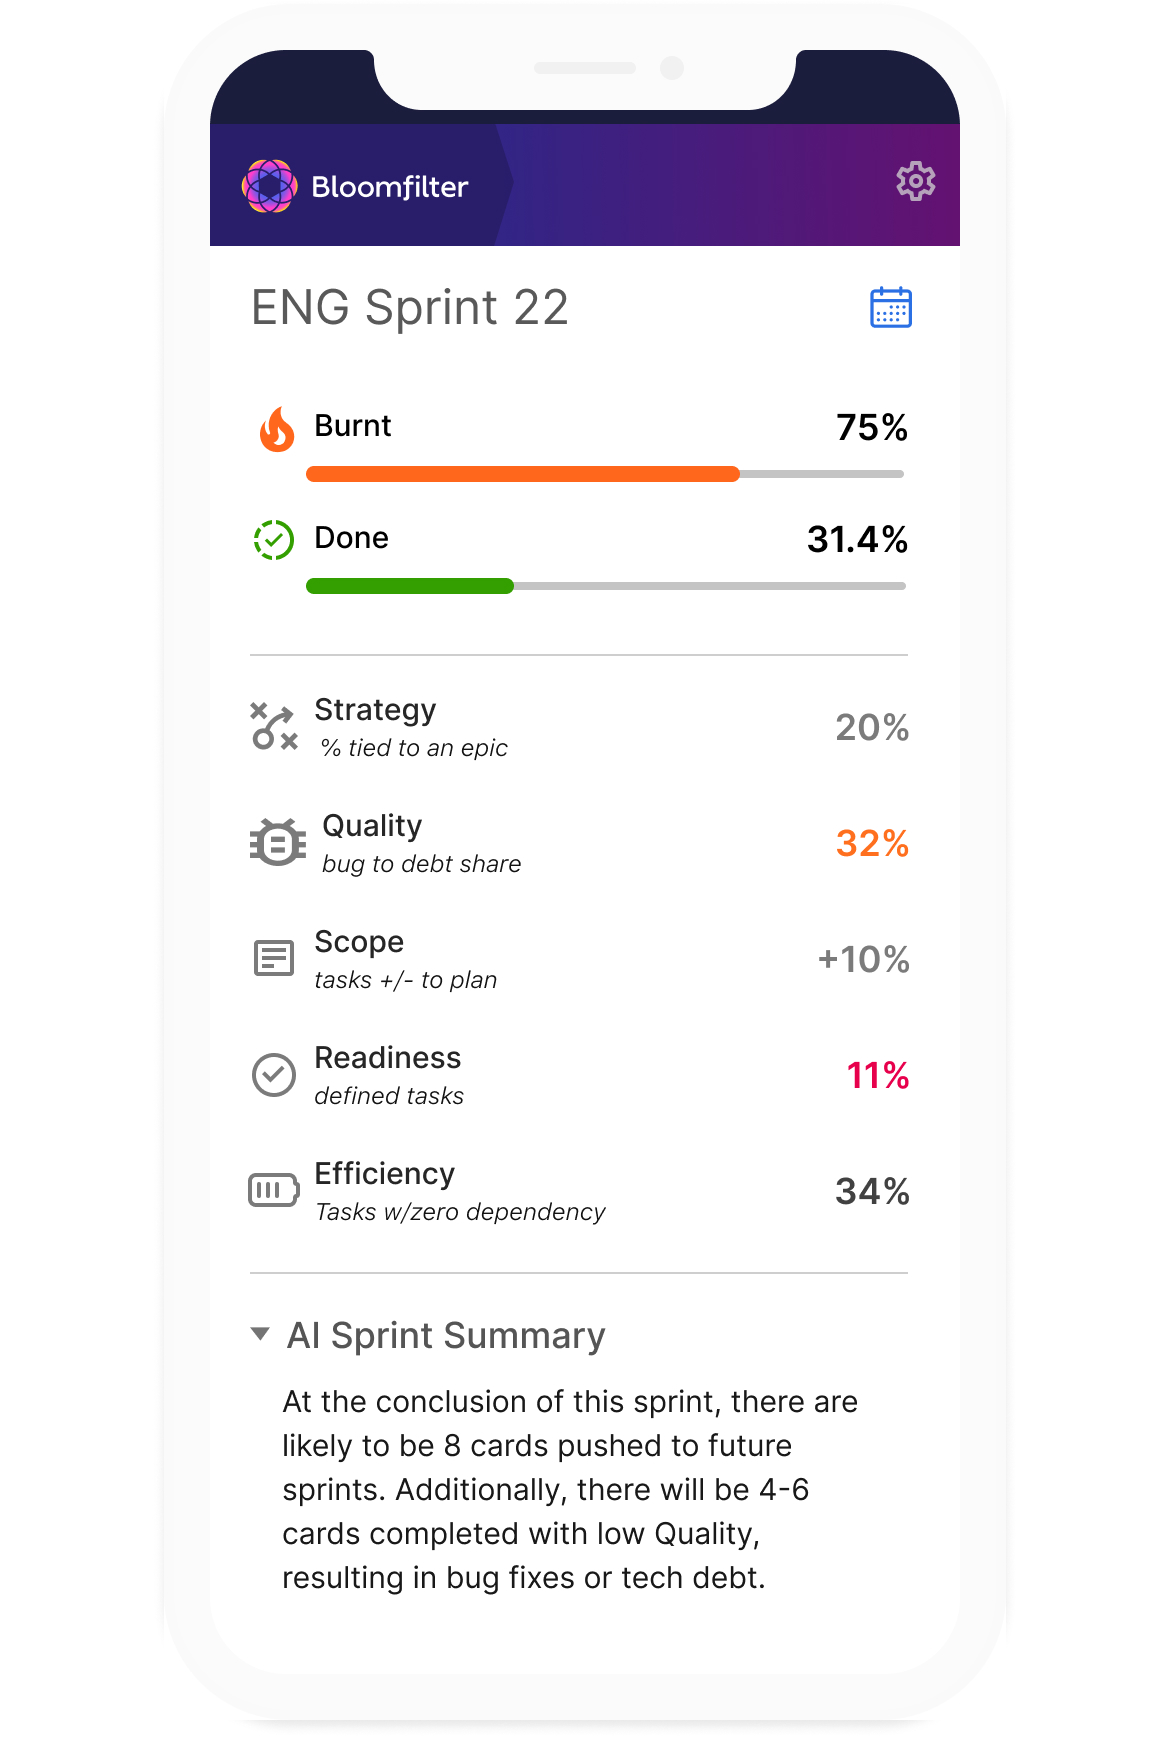 Bloomfilter
ENG Sprint 22
Burnt
75%
Done
31.4%
Strategy
% tied to an epic
20%
Quality
bug to debt share
32%
Scope
tasks +/- to plan
+10%
Readiness
defined tasks
11%
Efficiency
Tasks w/zero dependency
34%
AI Sprint Summary
At the conclusion of this sprint, there are
likely to be 8 cards pushed to future
sprints. Additionally, there will be 4-6
cards completed with low Quality,
resulting in bug fixes or tech debt.